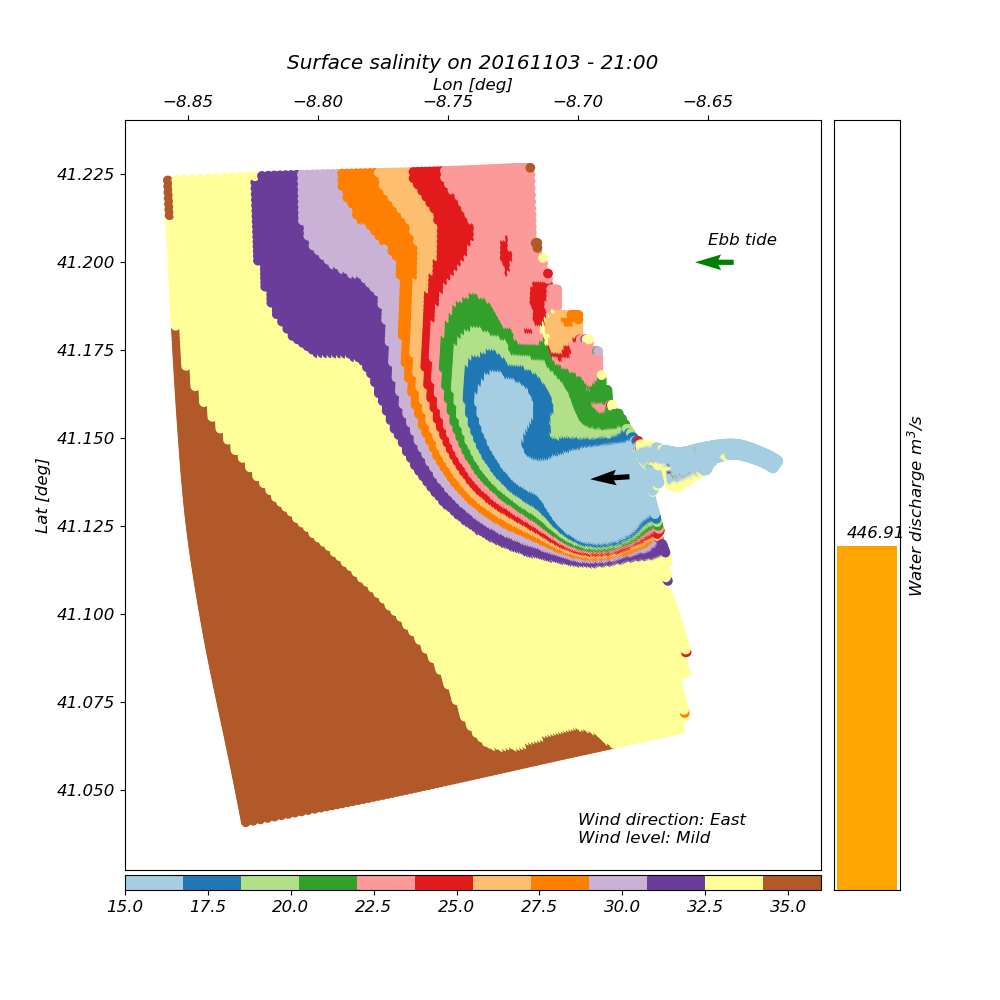 Surface salinity on 20161103 - 21:00
Lon [deg]
−8.85 −8.80 −8.75 −8.70 −8.65
41.225
41.200
41.175
41.150
41.125
41.100
41.075
41.050
Lat [deg]
Ebb tide
Wind direction: East
Wind level: Mild
446.91
Water discharge m³/s
15.0 17.5 20.0 22.5 25.0 27.5 30.0 32.5 35.0